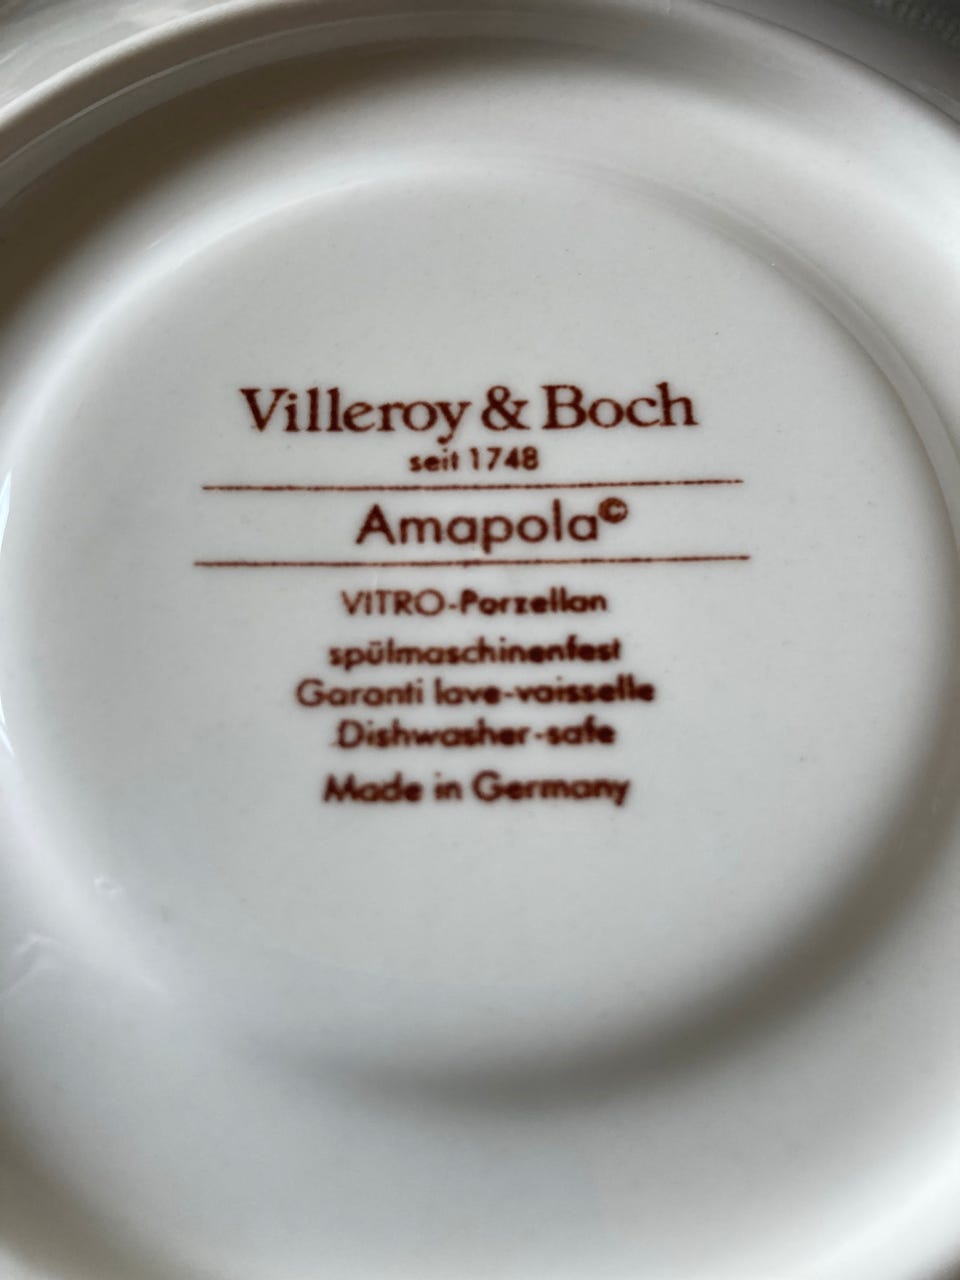 Villeroy & Boch
seit 1748
Amapola©
VITRO-Porzellan
spülmaschinenfest
Garanti lave-vaisselle
Dishwasher-safe
Made in Germany